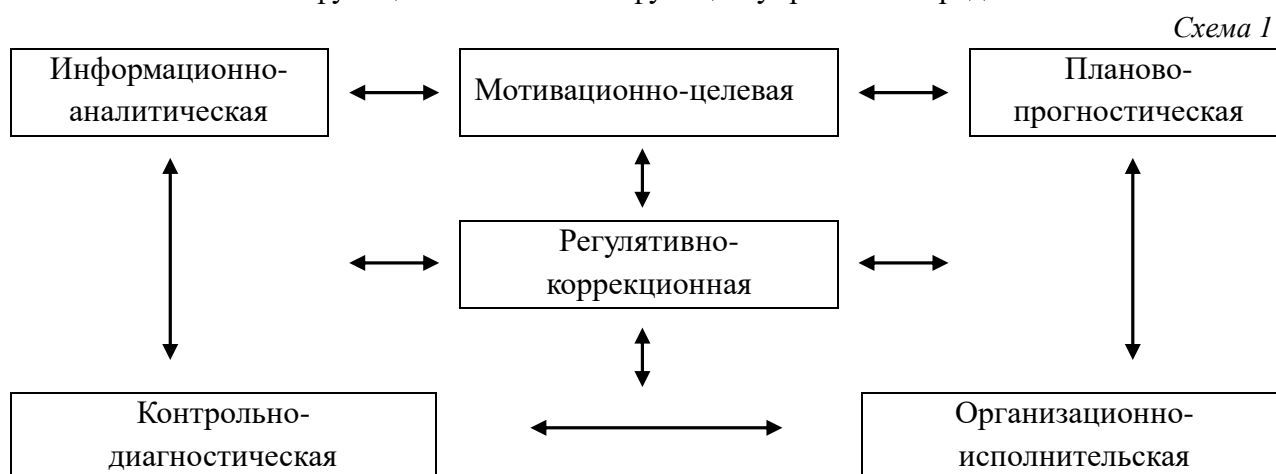 Схема 1
Информационно-
аналитическая
Мотивационно-целевая
Планово-
прогностическая
Регулятивно-
коррекционная
Контрольно-
диагностическая
Организационно-
исполнительская